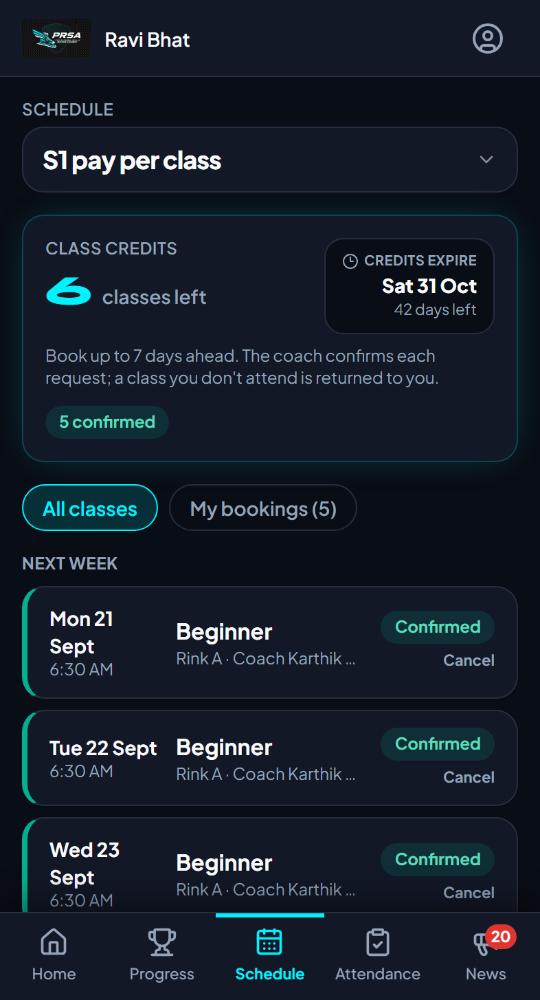 PRSA
Ravi Bhat
SCHEDULE
S1 pay per class
CLASS CREDITS
6 classes left
CREDITS EXPIRE
Sat 31 Oct
42 days left
Book up to 7 days ahead. The coach confirms each
request; a class you don't attend is returned to you.
5 confirmed
All classes
My bookings (5)
NEXT WEEK
Mon 21
Sept
6:30 AM
Beginner
Rink A · Coach Karthik ...
Confirmed
Cancel
Tue 22 Sept
6:30 AM
Beginner
Rink A · Coach Karthik ...
Confirmed
Cancel
Wed 23
Sept
6:30 AM
Beginner
Rink A · Coach Karthik ...
Confirmed
Cancel
Home
Progress
Schedule
Attendance
20
News